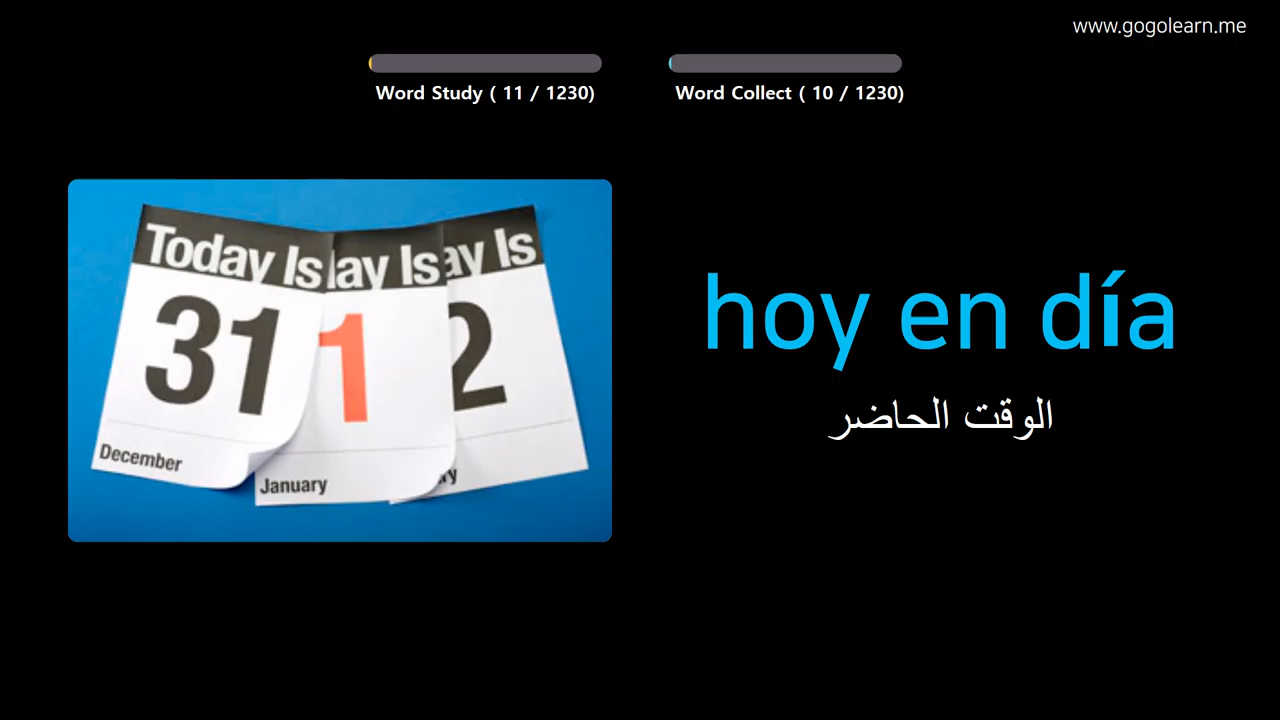 www.gogolearn.me
Word Study ( 11 / 1230)
Word Collect ( 10 / 1230)
Today Is
ay Is
ay Is
31
1
2
December
January
ry
hoy en día
الوقت الحاضر